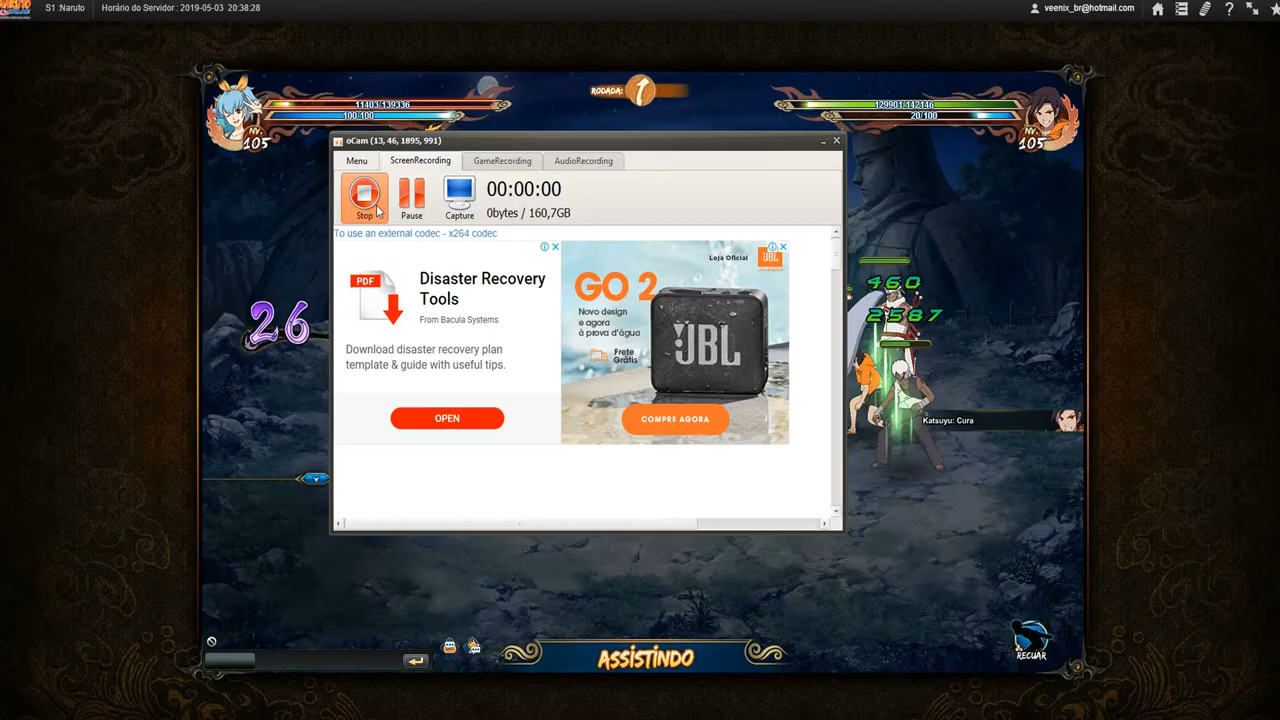 S1 :Naruto
Horário do Servidor : 2019-05-03 20:38:28
veenix_br@hotmail.com
RODADA: 1
11403/139336
100/100
NV.
105
129901/142146
20/100
NV.
105
oCam (13, 46, 1895, 991)
Menu
ScreenRecording
GameRecording
AudioRecording
Stop
Pause
Capture
00:00:00
0bytes / 160,7GB
To use an external codec - x264 codec
PDF
Disaster Recovery
Tools
From Bacula Systems
Download disaster recovery plan
template & guide with useful tips.
OPEN
Loja Oficial
JBL
GO 2
Novo design
e agora
à prova d'água
Frete
Grátis
JBL
COMPRE AGORA
26
460
2587
Katsuyu: Cura
ASSISTINDO
RECUAR